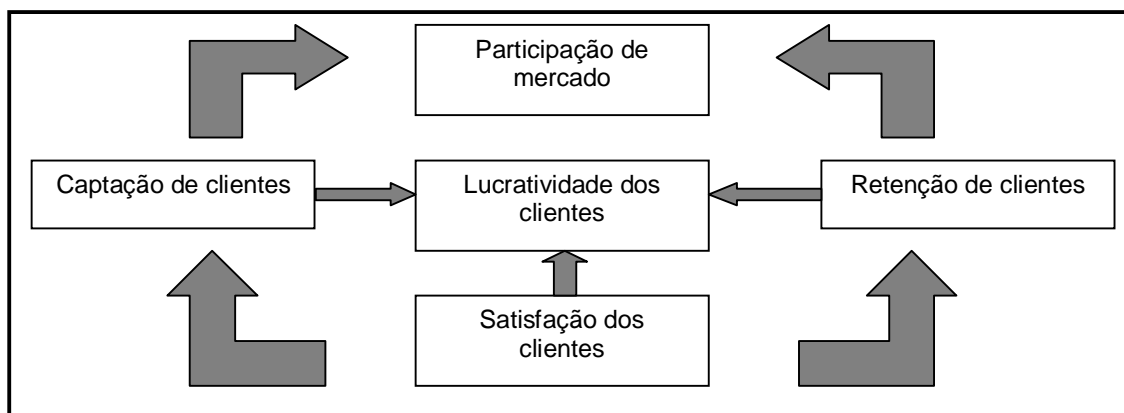 Participação de
mercado
Captação de clientes
Lucratividade dos
clientes
Retenção de clientes
Satisfação dos
clientes